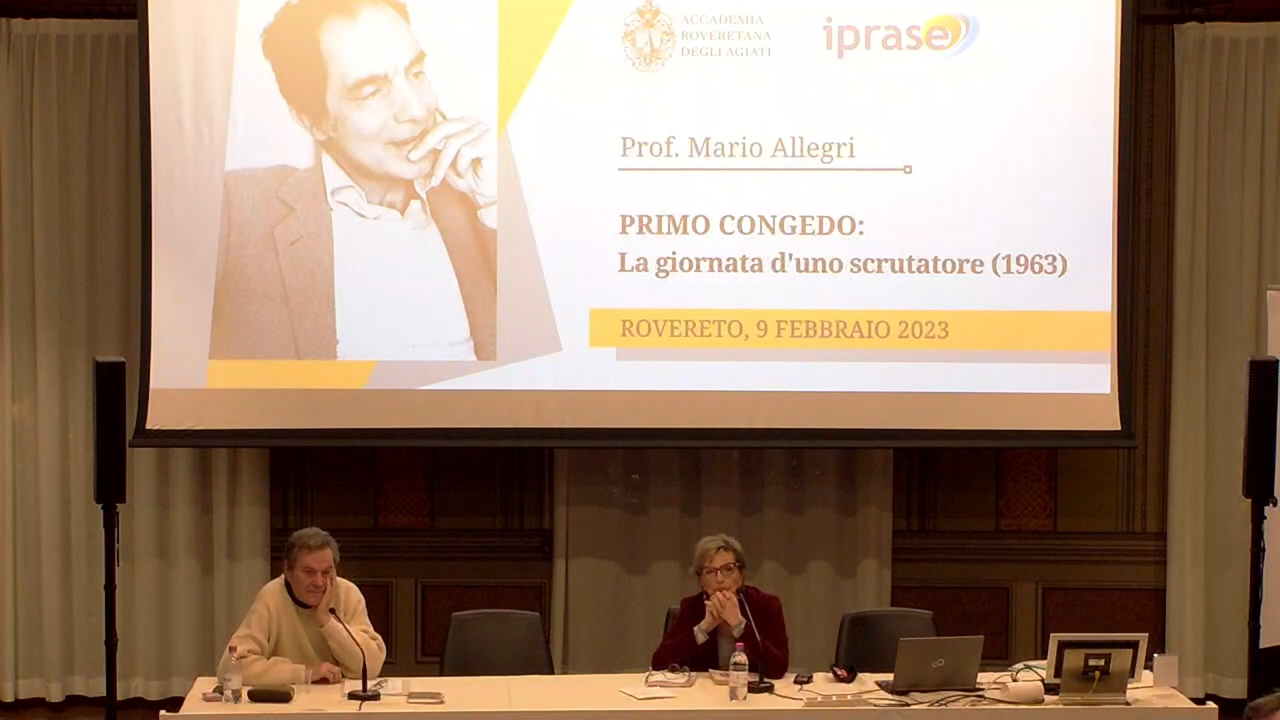 ACCADEMIA
ROVERETANA
DEGLI AGIATI
iprase
Prof. Mario Allegri
PRIMO CONGEDO:
La giornata d'uno scrutatore (1963)
ROVERETO, 9 FEBBRAIO 2023